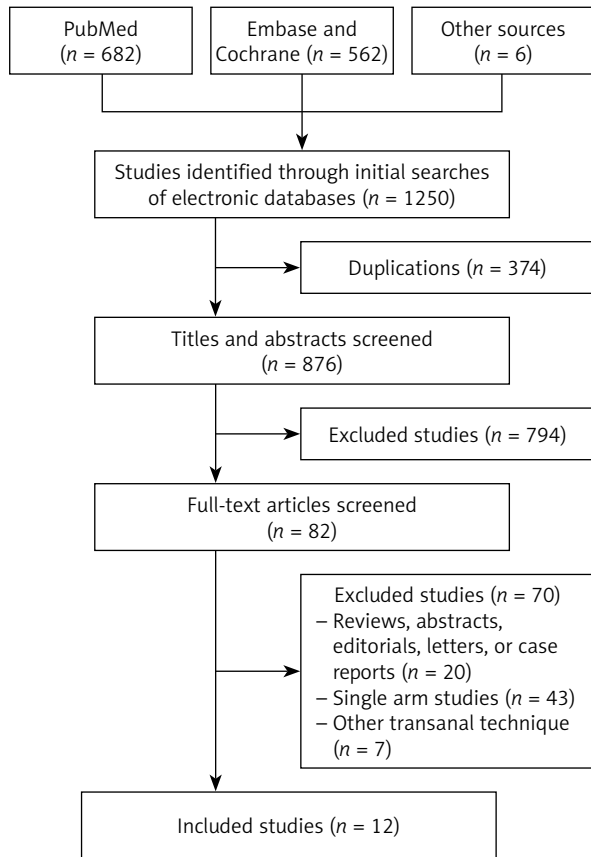 PubMed
(n = 682)
Embase and
Cochrane (n = 562)
Other sources
(n = 6)
Studies identified through initial searches
of electronic databases (n = 1250)
Duplications (n = 374)
Titles and abstracts screened
(n = 876)
Excluded studies (n = 794)
Full-text articles screened
(n = 82)
Excluded studies (n = 70)
– Reviews, abstracts,
editorials, letters, or case
reports (n = 20)
– Single arm studies (n = 43)
– Other transanal technique
(n = 7)
Included studies (n = 12)